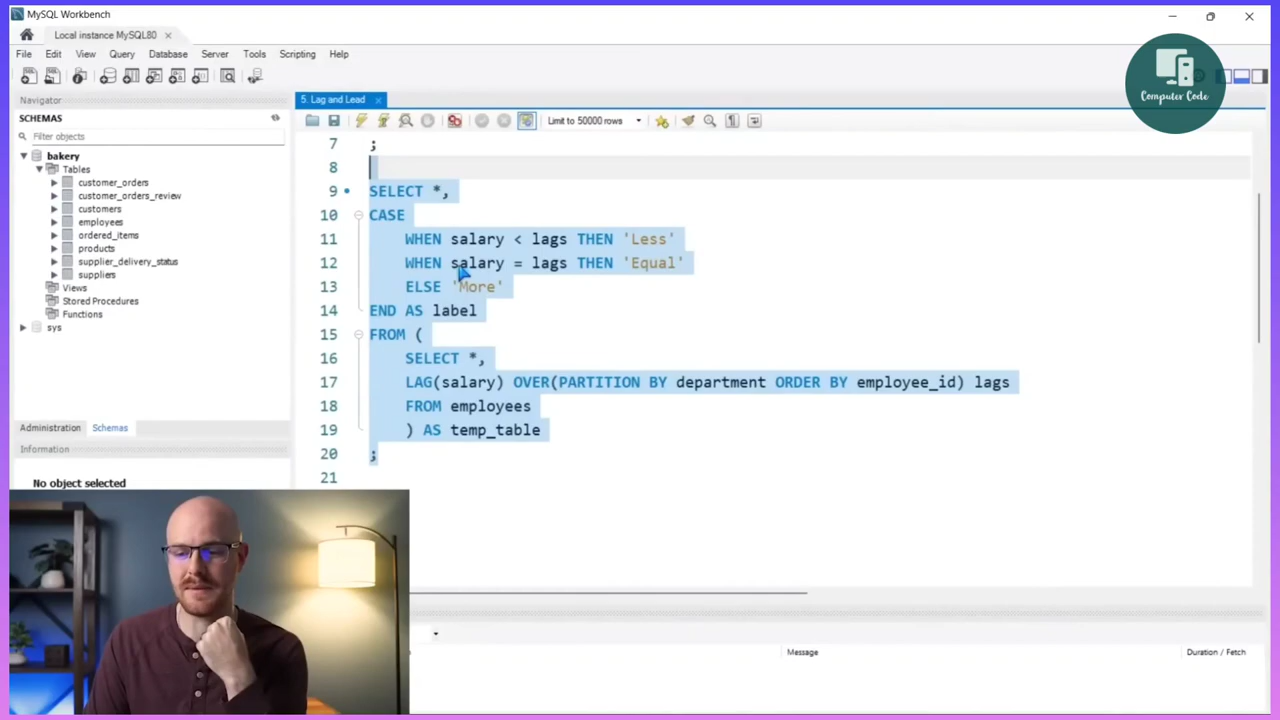 MySQL Workbench
Local instance MySQL80
File Edit View Query Database Server Tools Scripting Help
Computer Code
Navigator
SCHEMAS
Filter objects
bakery
Tables
customer_orders
customer_orders_review
customers
employees
ordered_items
products
supplier_delivery_status
suppliers
Views
Stored Procedures
Functions
sys
Administration Schemas
Information
No object selected
5. Lag and Lead
Limit to 50000 rows
7 ;
8
9 SELECT *,
10 CASE
11 WHEN salary < lags THEN 'Less'
12 WHEN salary = lags THEN 'Equal'
13 ELSE 'More'
14 END AS label
15 FROM (
16 SELECT *,
17 LAG(salary) OVER(PARTITION BY department ORDER BY employee_id) lags
18 FROM employees
19 ) AS temp_table
20 ;
21
Message Duration / Fetch